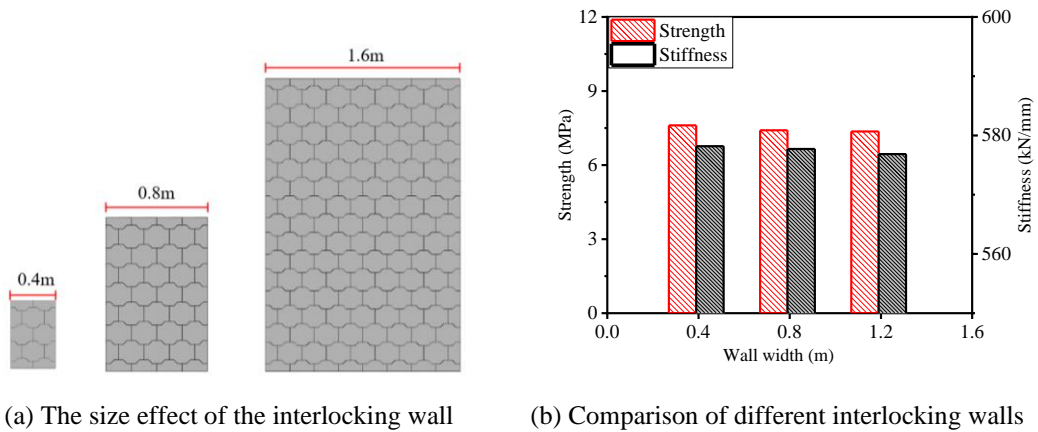 0.4m
0.8m
1.6m
(a) The size effect of the interlocking wall
Strength
Stiffness
12
9
6
3
0
Strength (MPa)
600
580
560
Stiffness (kN/mm)
0.0 0.4 0.8 1.2 1.6
Wall width (m)
(b) Comparison of different interlocking walls